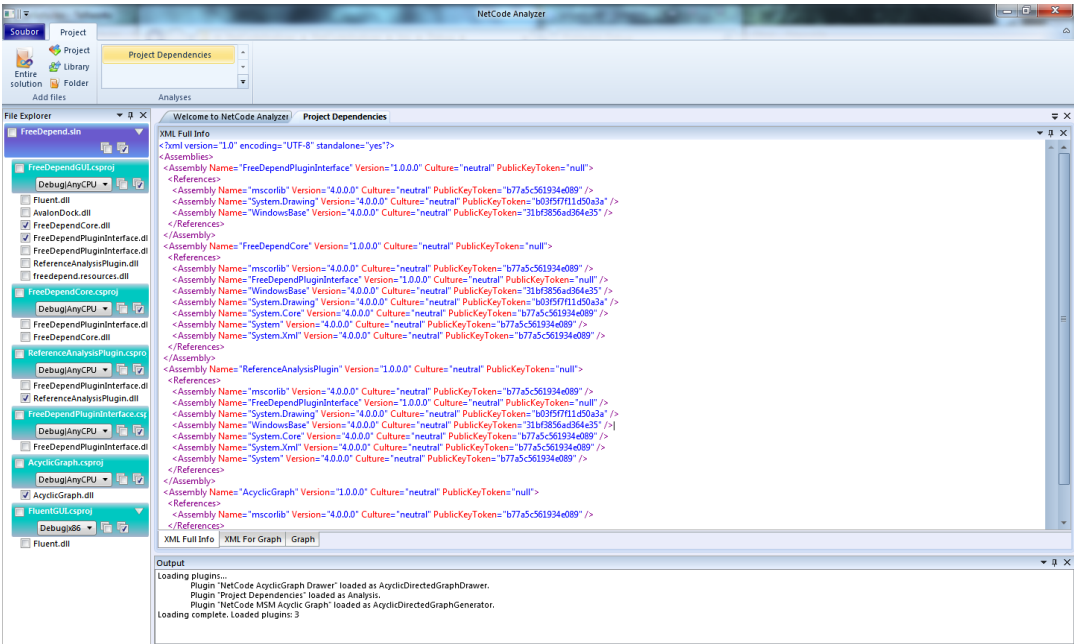 NetCode Analyzer
Soubor Project
Project
Library
Folder
Entire
solution
Add files
Project Dependencies
Analyses
File Explorer
FreeDepend.sln
FreeDependGUI.csproj
Debug|AnyCPU
Fluent.dll
AvalonDock.dll
FreeDependCore.dll
FreeDependPluginInterface.dl
FreeDependPluginInterface.dl
ReferenceAnalysisPlugin.dll
freedepend.resources.dll
FreeDependCore.csproj
Debug|AnyCPU
FreeDependPluginInterface.dl
FreeDependCore.dll
ReferenceAnalysisPlugin.cspro
Debug|AnyCPU
FreeDependPluginInterface.dl
ReferenceAnalysisPlugin.dll
FreeDependPluginInterface.csp
Debug|AnyCPU
FreeDependPluginInterface.dl
AcyclicGraph.csproj
Debug|AnyCPU
AcyclicGraph.dll
FluentGUI.csproj
Debug|x86
Fluent.dll
Welcome to NetCode Analyzer Project Dependencies
XML Full Info
<?xml version="1.0" encoding="UTF-8" standalone="yes"?>
<Assemblies>
<Assembly Name="FreeDependPluginInterface" Version="1.0.0.0" Culture="neutral" PublicKeyToken="null">
<References>
<Assembly Name="mscorlib" Version="4.0.0.0" Culture="neutral" PublicKeyToken="b77a5c561934e089" />
<Assembly Name="System.Drawing" Version="4.0.0.0" Culture="neutral" PublicKeyToken="b03f5f7f11d50a3a" />
<Assembly Name="WindowsBase" Version="4.0.0.0" Culture="neutral" PublicKeyToken="31bf3856ad364e35" />
</References>
</Assembly>
<Assembly Name="FreeDependCore" Version="1.0.0.0" Culture="neutral" PublicKeyToken="null">
<References>
<Assembly Name="mscorlib" Version="4.0.0.0" Culture="neutral" PublicKeyToken="b77a5c561934e089" />
<Assembly Name="FreeDependPluginInterface" Version="1.0.0.0" Culture="neutral" PublicKeyToken="null" />
<Assembly Name="WindowsBase" Version="4.0.0.0" Culture="neutral" PublicKeyToken="31bf3856ad364e35" />
<Assembly Name="System.Drawing" Version="4.0.0.0" Culture="neutral" PublicKeyToken="b03f5f7f11d50a3a" />
<Assembly Name="System.Core" Version="4.0.0.0" Culture="neutral" PublicKeyToken="b77a5c561934e089" />
<Assembly Name="System" Version="4.0.0.0" Culture="neutral" PublicKeyToken="b77a5c561934e089" />
<Assembly Name="System.Xml" Version="4.0.0.0" Culture="neutral" PublicKeyToken="b77a5c561934e089" />
</References>
</Assembly>
<Assembly Name="ReferenceAnalysisPlugin" Version="1.0.0.0" Culture="neutral" PublicKeyToken="null">
<References>
<Assembly Name="mscorlib" Version="4.0.0.0" Culture="neutral" PublicKeyToken="b77a5c561934e089" />
<Assembly Name="FreeDependPluginInterface" Version="1.0.0.0" Culture="neutral" PublicKeyToken="null" />
<Assembly Name="System.Drawing" Version="4.0.0.0" Culture="neutral" PublicKeyToken="b03f5f7f11d50a3a" />
<Assembly Name="WindowsBase" Version="4.0.0.0" Culture="neutral" PublicKeyToken="31bf3856ad364e35" />
<Assembly Name="System.Core" Version="4.0.0.0" Culture="neutral" PublicKeyToken="b77a5c561934e089" />
<Assembly Name="System.Xml" Version="4.0.0.0" Culture="neutral" PublicKeyToken="b77a5c561934e089" />
<Assembly Name="System" Version="4.0.0.0" Culture="neutral" PublicKeyToken="b77a5c561934e089" />
</References>
</Assembly>
<Assembly Name="AcyclicGraph" Version="1.0.0.0" Culture="neutral" PublicKeyToken="null">
<References>
<Assembly Name="mscorlib" Version="4.0.0.0" Culture="neutral" PublicKeyToken="b77a5c561934e089" />
</References>
XML Full Info XML For Graph Graph
Output
Loading plugins...
Plugin "NetCode AcyclicGraph Drawer" loaded as AcyclicDirectedGraphDrawer.
Plugin "Project Dependencies" loaded as Analysis.
Plugin "NetCode MSM Acyclic Graph" loaded as AcyclicDirectedGraphGenerator.
Loading complete. Loaded plugins: 3